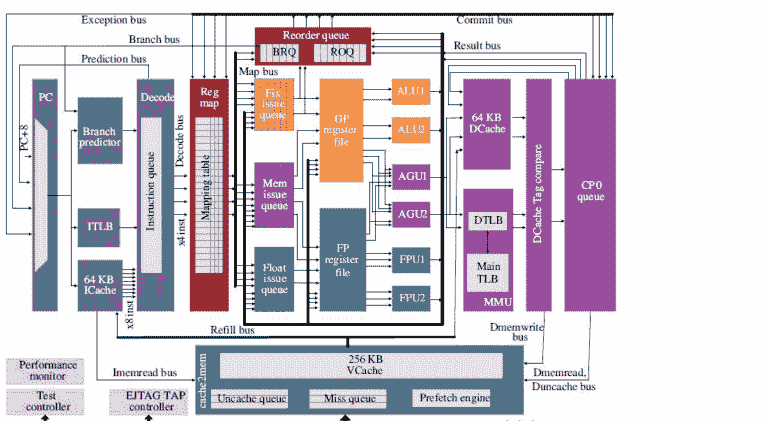 Exception bus
Commit bus
Reorder queue
BRQ
ROQ
Branch bus
Result bus
Prediction bus
Map bus
PC
PC+8
Branch
predictor
ITLB
64 KB
ICache
x8 inst
Decode
Instruction queue
Decode bus
x4 inst
Reg
map
Mapping table
Fix
issue
queue
Mem
issue
queue
Float
issue
queue
GP
register
file
FP
register
file
ALU1
ALU2
AGU1
AGU2
FPU1
FPU2
64 KB
DCache
DTLB
Main
TLB
MMU
DCache Tag compare
CP0
queue
Refill bus
Dmemwrite
bus
Imemread bus
Dmemread,
Duncache bus
cache2mem
256 KB
VCache
Uncache queue
Miss queue
Prefetch engine
Performance
monitor
Test
controller
EJTAG TAP
controller